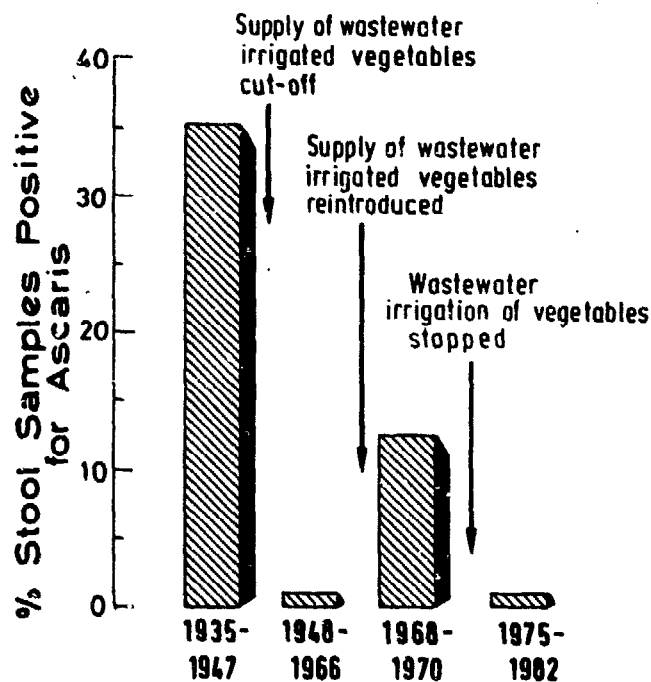 Supply of wastewater
irrigated vegetables
cut-off
Supply of wastewater
irrigated vegetables
reintroduced
Wastewater
irrigation of vegetables
stopped
% Stool Samples Positive
for Ascaris
40
30
20
10
0
1935-
1947
1948-
1966
1968-
1970
1975-
1982